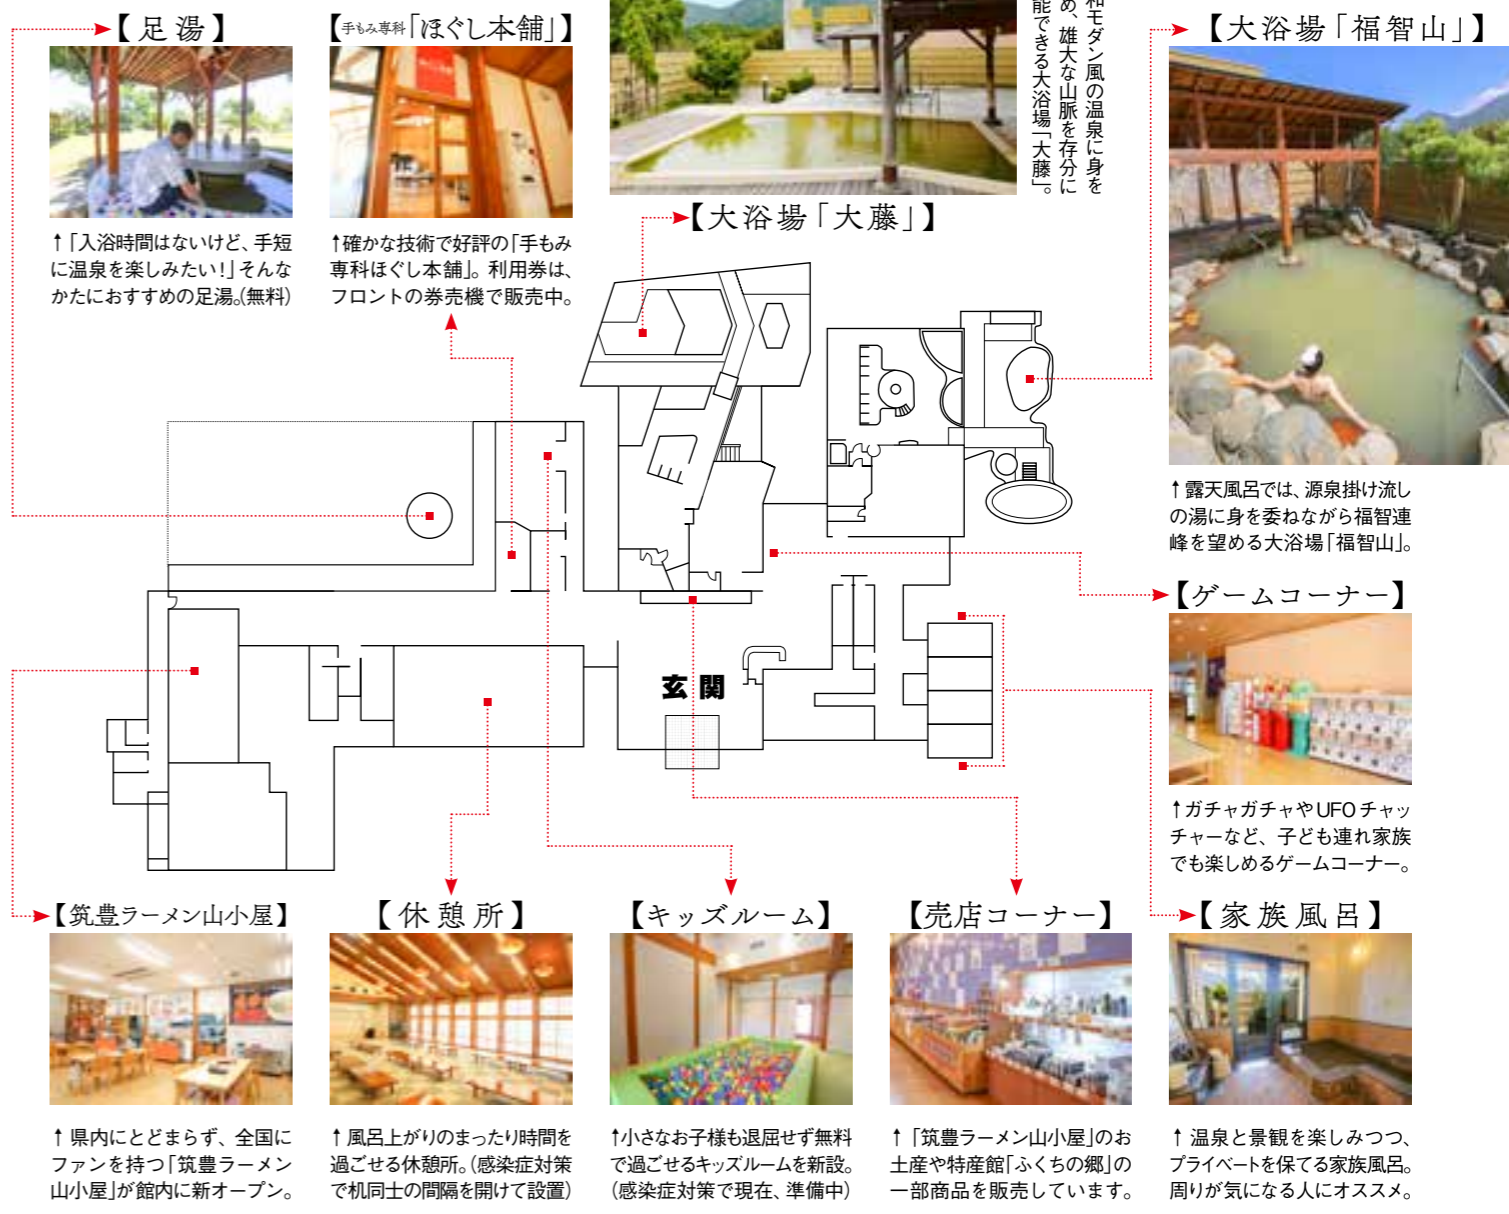 【足湯】
↑「入浴時間はないけど、手短
に温泉を楽しみたい！」そんな
かたにおすすめの足湯。（無料）
【手もみ専科「ほぐし本舗」】
↑確かな技術で好評の「手もみ
専科ほぐし本舗」。利用券は、
フロントの券売機で販売中。
和モダン風の温泉に身を
め、雄大な山脈を存分に
能できる大浴場「大藤」。
【大浴場「大藤」】
【大浴場「福智山」】
↑露天風呂では、源泉掛け流し
の湯に身を委ねながら福智連
峰を望める大浴場「福智山」。
【ゲームコーナー】
↑ガチャガチャやUFOチャッ
チャーなど、子ども連れ家族
でも楽しめるゲームコーナー。
玄関
【筑豊ラーメン山小屋】
↑県内にとどまらず、全国に
ファンを持つ「筑豊ラーメン
山小屋」が館内に新オープン。
【休憩所】
↑風呂上がりのまったり時間を
過ごせる休憩所。（感染症対策
で机同士の間隔を開けて設置）
【キッズルーム】
↑小さなお子様も退屈せず無料
で過ごせるキッズルームを新設。
（感染症対策で現在、準備中）
【売店コーナー】
↑「筑豊ラーメン山小屋」のお
土産や特産館「ふくちの郷」の
一部商品を販売しています。
【家族風呂】
↑温泉と景観を楽しみつつ、
プライベートを保てる家族風呂。
周りが気になる人にオススメ。